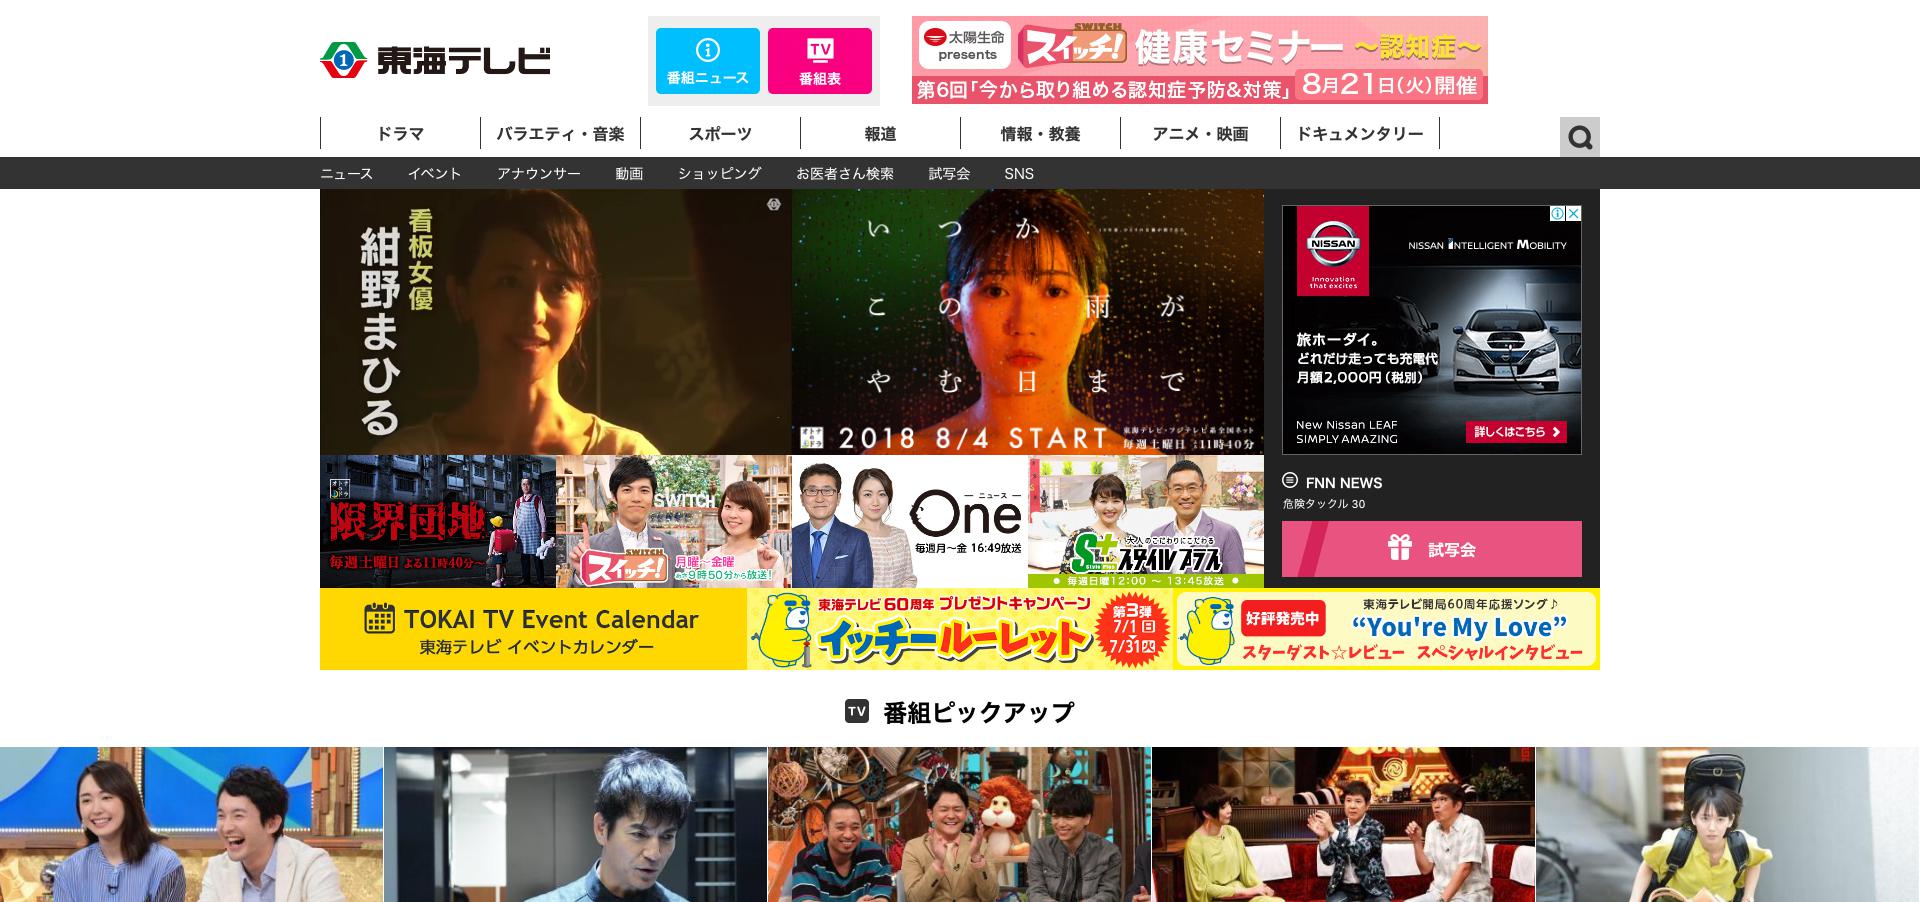 東海テレビ
番組ニュース
TV
番組表
太陽生命
presents
SWITCH
スイッチ!
健康セミナー ～認知症～
第6回「今から取り組める認知症予防&対策」 8月21日(火)開催
ドラマ
バラエティ・音楽
スポーツ
報道
情報・教養
アニメ・映画
ドキュメンタリー
ニュース
イベント
アナウンサー
動画
ショッピング
お医者さん検索
試写会
SNS
看板女優
紺野まひる
いつか
この雨が
やむ日まで
オトナの土ドラ
2018 8/4 START
東海テレビ・フジテレビ系全国ネット
毎週土曜日 よる11時40分
NISSAN
Innovation
that excites
NISSAN INTELLIGENT MOBILITY
旅ホーダイ。
どれだけ走っても充電代
月額2,000円(税別)
LEAF
New Nissan LEAF
SIMPLY AMAZING
詳しくはこちら
オトナの土ドラ
限界団地
毎週土曜日 よる11時40分～
SWITCH
SWITCH
スイッチ!
月曜～金曜
あさ9時50分から放送!
ニュース
One
毎週月～金 16:49放送
大人のこだわりにこだわる
S+
Style Plus
スタイルプラス
毎週日曜12:00 ～ 13:45放送
FNN NEWS
危険タックル 30
試写会
TOKAI TV Event Calendar
東海テレビ イベントカレンダー
東海テレビ60周年 プレゼントキャンペーン
イッチールーレット
第3弾
7/1日
7/31火
好評発売中
東海テレビ開局60周年応援ソング♪
“You're My Love”
スターダスト☆レビュー スペシャルインタビュー
TV
番組ピックアップ